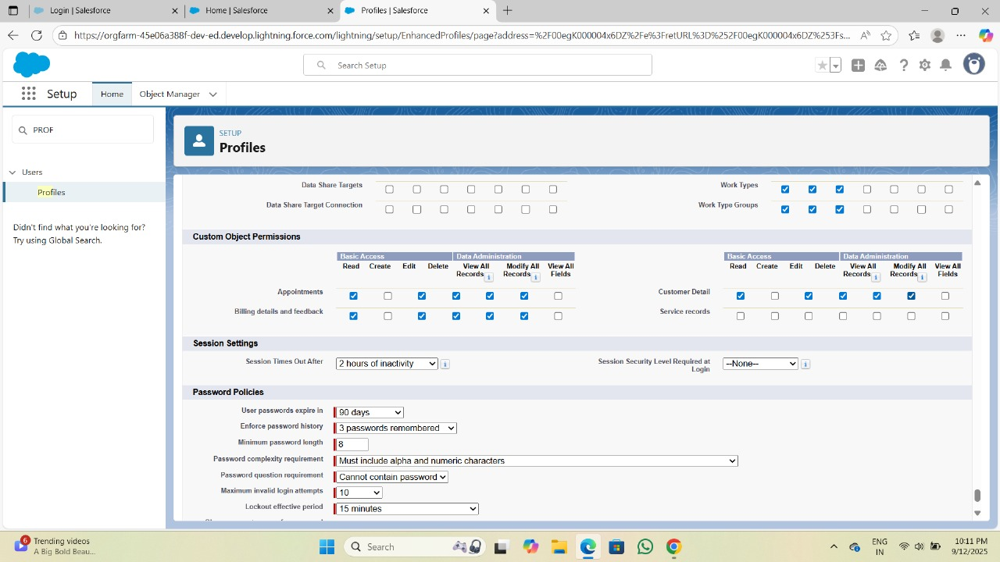 Login | Salesforce
Home | Salesforce
Profiles | Salesforce
https://orgfarm-45e06a388f-dev-ed.develop.lightning.force.com/lightning/setup/EnhancedProfiles/page?address=%2F00egK000004x6DZ%2Fe%3FretURL%3D%252F00egK000004x6DZ%253Fs...
Search Setup
Setup
Home
Object Manager
PROF
Users
Profiles
Didn't find what you're looking for?
Try using Global Search.
SETUP
Profiles
Data Share Targets
Work Types
Data Share Target Connection
Work Type Groups
Custom Object Permissions
Basic Access Data Administration
Basic Access Data Administration
Read Create Edit Delete View All Records Modify All Records View All Fields
Read Create Edit Delete View All Records Modify All Records View All Fields
Appointments
Customer Detail
Billing details and feedback
Service records
Session Settings
Session Times Out After 2 hours of inactivity
Session Security Level Required at Login --None--
Password Policies
User passwords expire in 90 days
Enforce password history 3 passwords remembered
Minimum password length 8
Password complexity requirement Must include alpha and numeric characters
Password question requirement Cannot contain password
Maximum invalid login attempts 10
Lockout effective period 15 minutes
6
Trending videos
A Big Bold Beau...
Search
ENG
IN
10:11 PM
9/12/2025